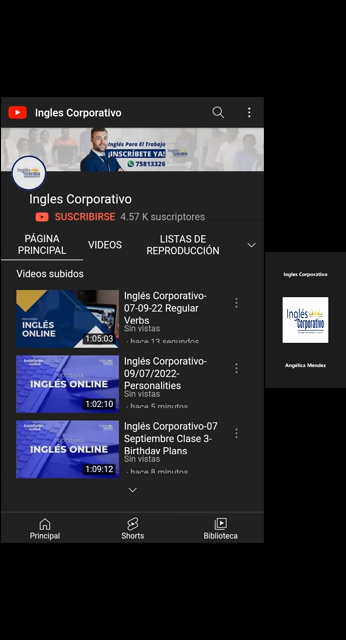 Ingles Corporativo
Inglés Para El Trabajo
¡INSCRÍBETE YA!
75813326
Ingles Corporativo
SUSCRIBIRSE 4.57 K suscriptores
PÁGINA PRINCIPAL
VIDEOS
LISTAS DE REPRODUCCIÓN
Videos subidos
INGLÉS
ONLINE
1:05:03
Inglés Corporativo-
07-09-22 Regular
Verbs
Sin vistas
· hace 13 segundos
INGLÉS ONLINE
1:02:10
Inglés Corporativo-
09/07/2022-
Personalities
Sin vistas
· hace 5 minutos
INGLÉS ONLINE
1:09:12
Inglés Corporativo-07
Septiembre Clase 3-
Birthday Plans
Sin vistas
· hace 8 minutos
Principal
Shorts
Biblioteca
Ingles Corporativo
Inglés
Corporativo
Angélica Méndez